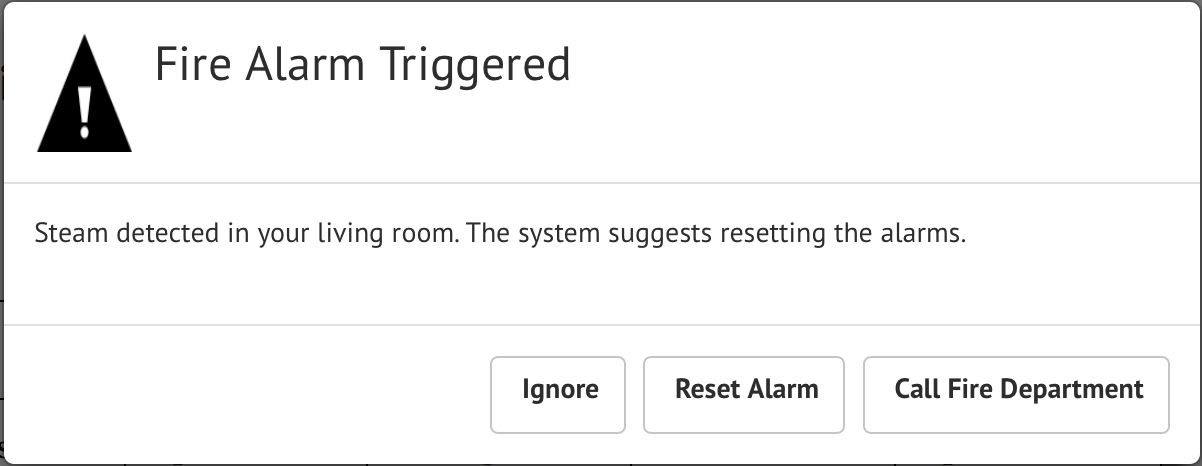 !
Fire Alarm Triggered
Steam detected in your living room. The system suggests resetting the alarms.
Ignore
Reset Alarm
Call Fire Department